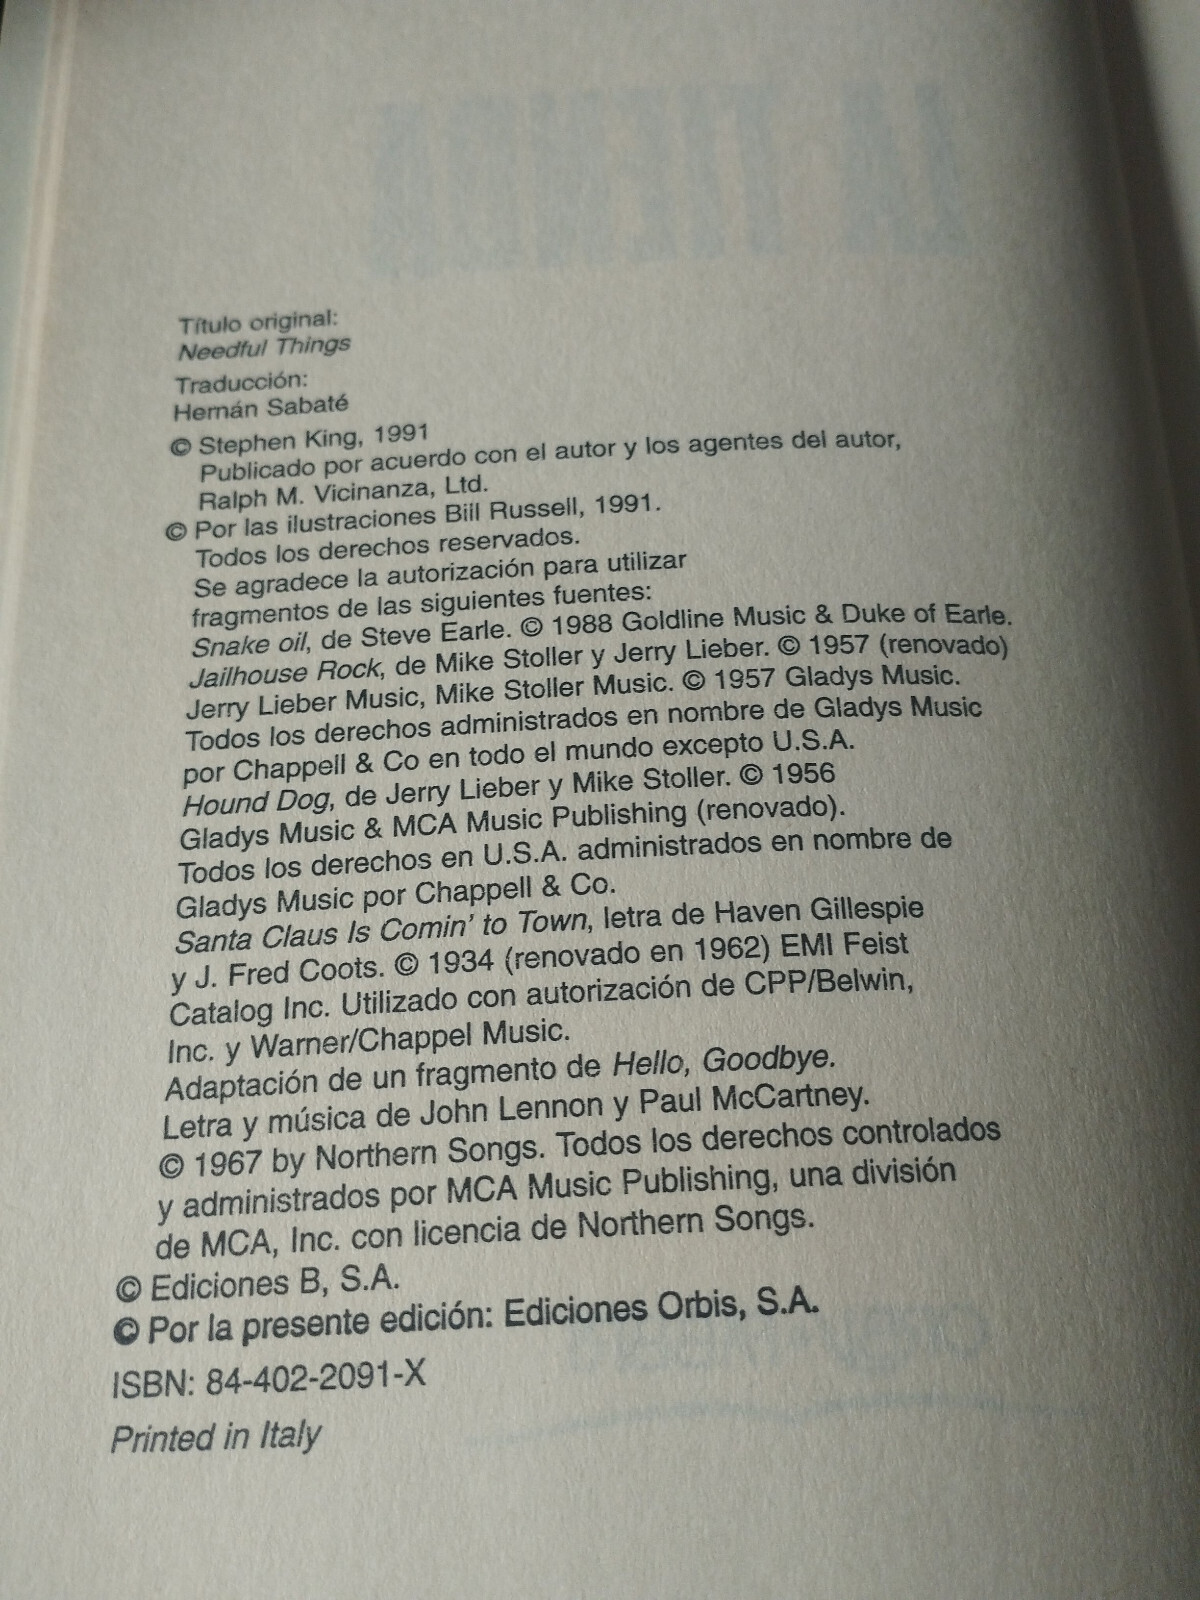 Título original:
Needful Things
Traducción:
Hernán Sabaté
© Stephen King, 1991
Publicado por acuerdo con el autor y los agentes del autor,
Ralph M. Vicinanza, Ltd.
© Por las ilustraciones Bill Russell, 1991.
Todos los derechos reservados.
Se agradece la autorización para utilizar
fragmentos de las siguientes fuentes:
Snake oil, de Steve Earle. © 1988 Goldline Music & Duke of Earle.
Jailhouse Rock, de Mike Stoller y Jerry Lieber. © 1957 (renovado)
Jerry Lieber Music, Mike Stoller Music. © 1957 Gladys Music.
Todos los derechos administrados en nombre de Gladys Music
por Chappell & Co en todo el mundo excepto U.S.A.
Hound Dog, de Jerry Lieber y Mike Stoller. © 1956
Gladys Music & MCA Music Publishing (renovado).
Todos los derechos en U.S.A. administrados en nombre de
Gladys Music por Chappell & Co.
Santa Claus Is Comin' to Town, letra de Haven Gillespie
y J. Fred Coots. © 1934 (renovado en 1962) EMI Feist
Catalog Inc. Utilizado con autorización de CPP/Belwin,
Inc. y Warner/Chappel Music.
Adaptación de un fragmento de Hello, Goodbye.
Letra y música de John Lennon y Paul McCartney.
© 1967 by Northern Songs. Todos los derechos controlados
y administrados por MCA Music Publishing, una división
de MCA, Inc. con licencia de Northern Songs.
© Ediciones B, S.A.
© Por la presente edición: Ediciones Orbis, S.A.
ISBN: 84-402-2091-X
Printed in Italy